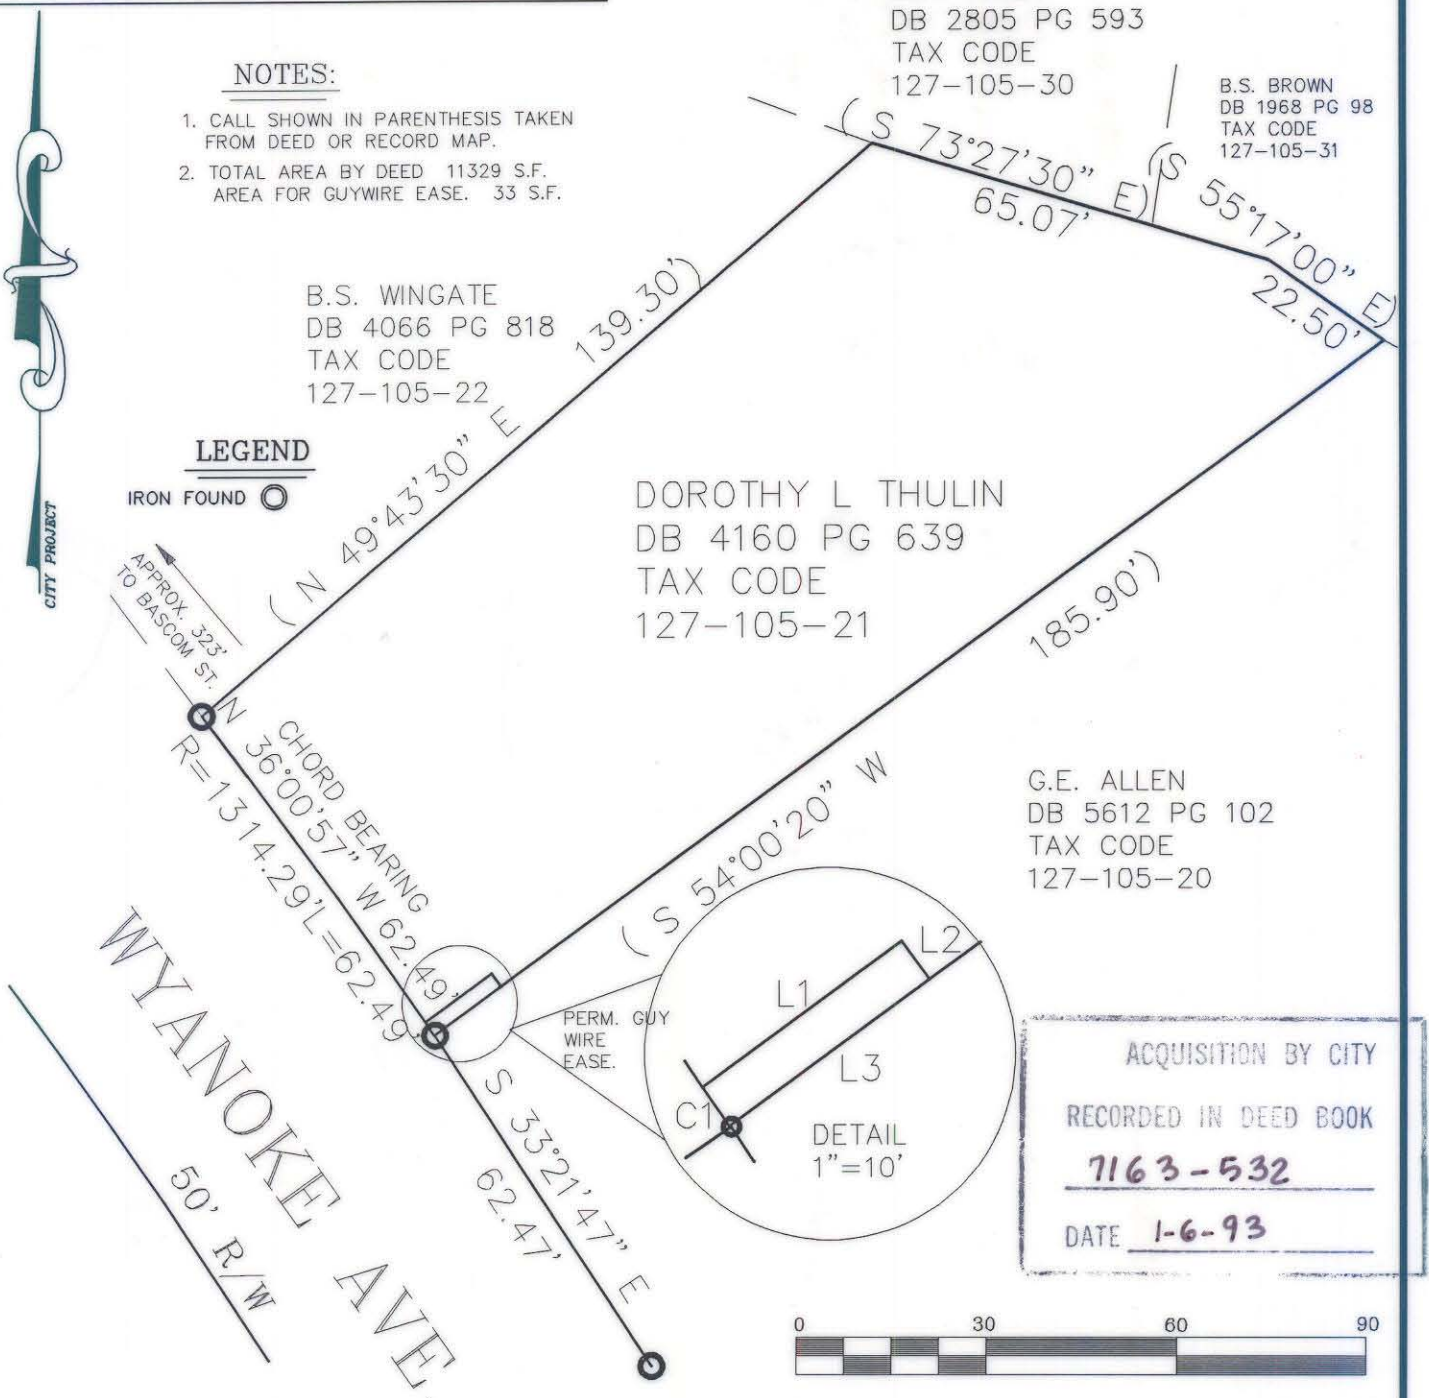 DB 2805 PG 593
TAX CODE
127-105-30
B.S. BROWN
DB 1968 PG 98
TAX CODE
127-105-31
NOTES:
1. CALL SHOWN IN PARENTHESIS TAKEN
FROM DEED OR RECORD MAP.
2. TOTAL AREA BY DEED 11329 S.F.
AREA FOR GUYWIRE EASE. 33 S.F.
( S 73°27'30" E)
65.07'
(S 55°17'00" E)
22.50'
B.S. WINGATE
DB 4066 PG 818
TAX CODE
127-105-22
( N 49°43'30" E 139.30')
LEGEND
IRON FOUND
CITY PROJECT
APPROX. 323'
TO BASCOM ST.
DOROTHY L THULIN
DB 4160 PG 639
TAX CODE
127-105-21
( S 54°00'20" W 185.90')
CHORD BEARING
N 36°00'57" W 62.49'
R=1314.29' L=62.49'
G.E. ALLEN
DB 5612 PG 102
TAX CODE
127-105-20
PERM. GUY
WIRE
EASE.
L1
L2
L3
C1
DETAIL
1"=10'
S 33°21'47" E
62.47'
WYANOKE AVE
50' R/W
ACQUISITION BY CITY
RECORDED IN DEED BOOK
7163-532
DATE 1-6-93
0 30 60 90